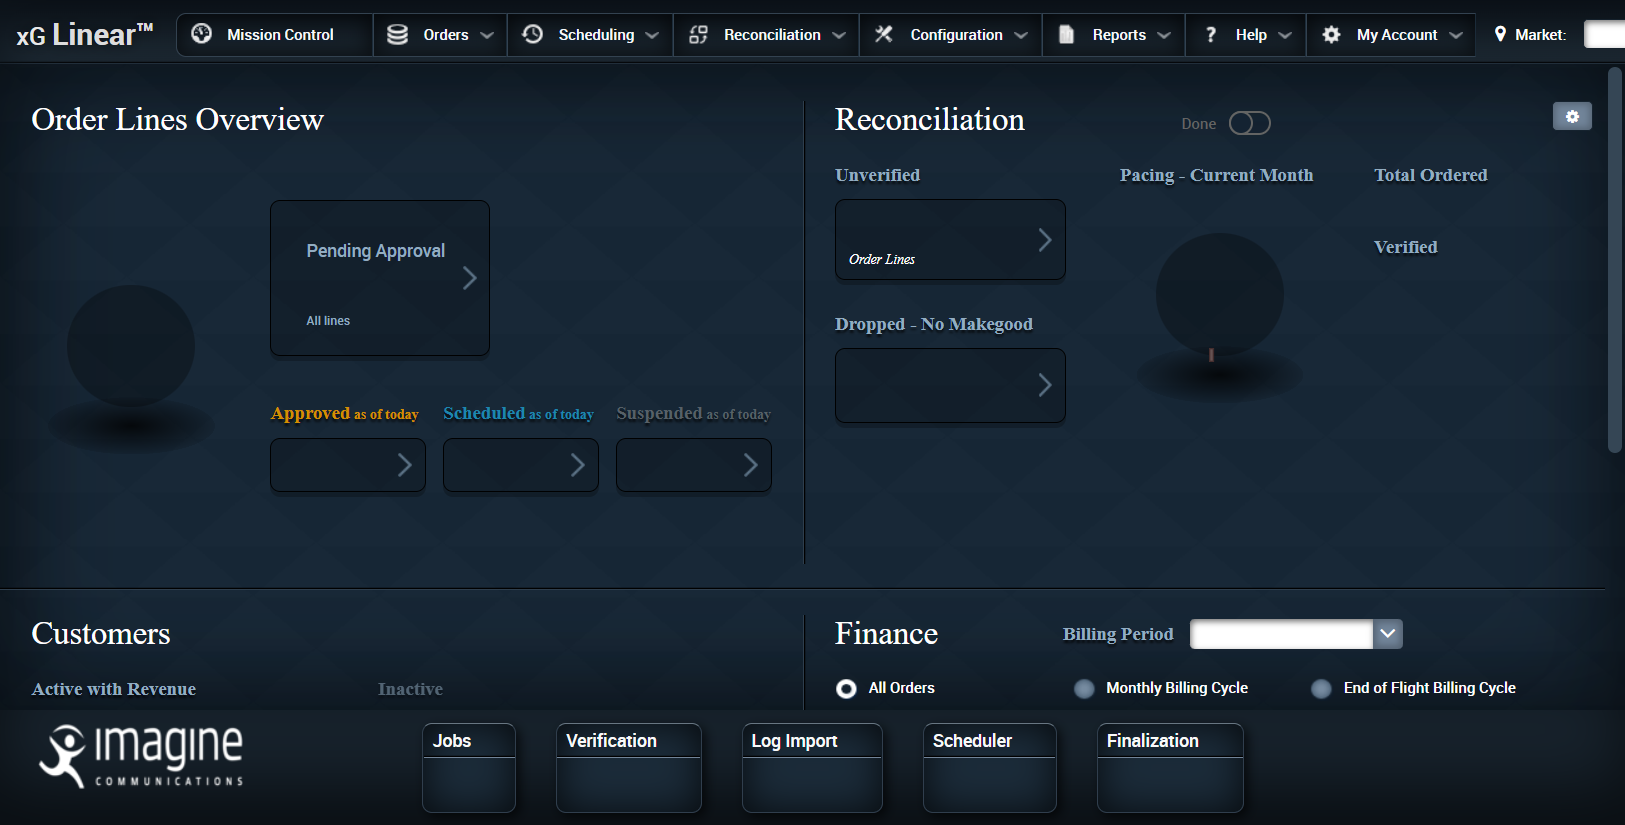 xG Linear™
Mission Control
Orders
Scheduling
Reconciliation
Configuration
Reports
? Help
My Account
Market:
Order Lines Overview
Pending Approval
All lines
Approved as of today
Scheduled as of today
Suspended as of today
Reconciliation
Done
Unverified
Order Lines
Dropped - No Makegood
Pacing - Current Month
Total Ordered
Verified
Customers
Active with Revenue
Inactive
Finance
Billing Period
All Orders
Monthly Billing Cycle
End of Flight Billing Cycle
imagine
COMMUNICATIONS
Jobs
Verification
Log Import
Scheduler
Finalization